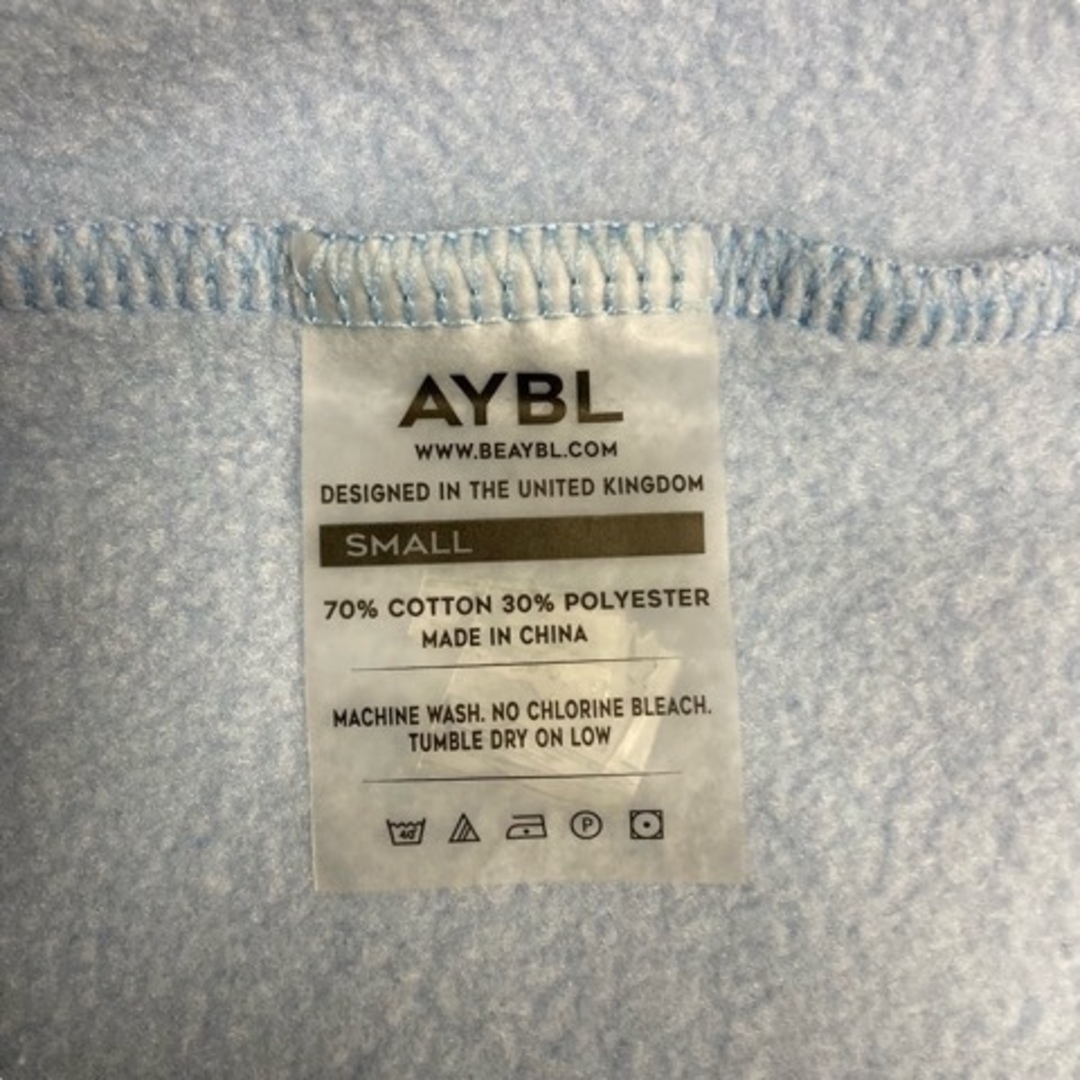 AYBL
WWW.BEAYBL.COM
DESIGNED IN THE UNITED KINGDOM
SMALL
70% COTTON 30% POLYESTER
MADE IN CHINA
MACHINE WASH. NO CHLORINE BLEACH.
TUMBLE DRY ON LOW
40° P